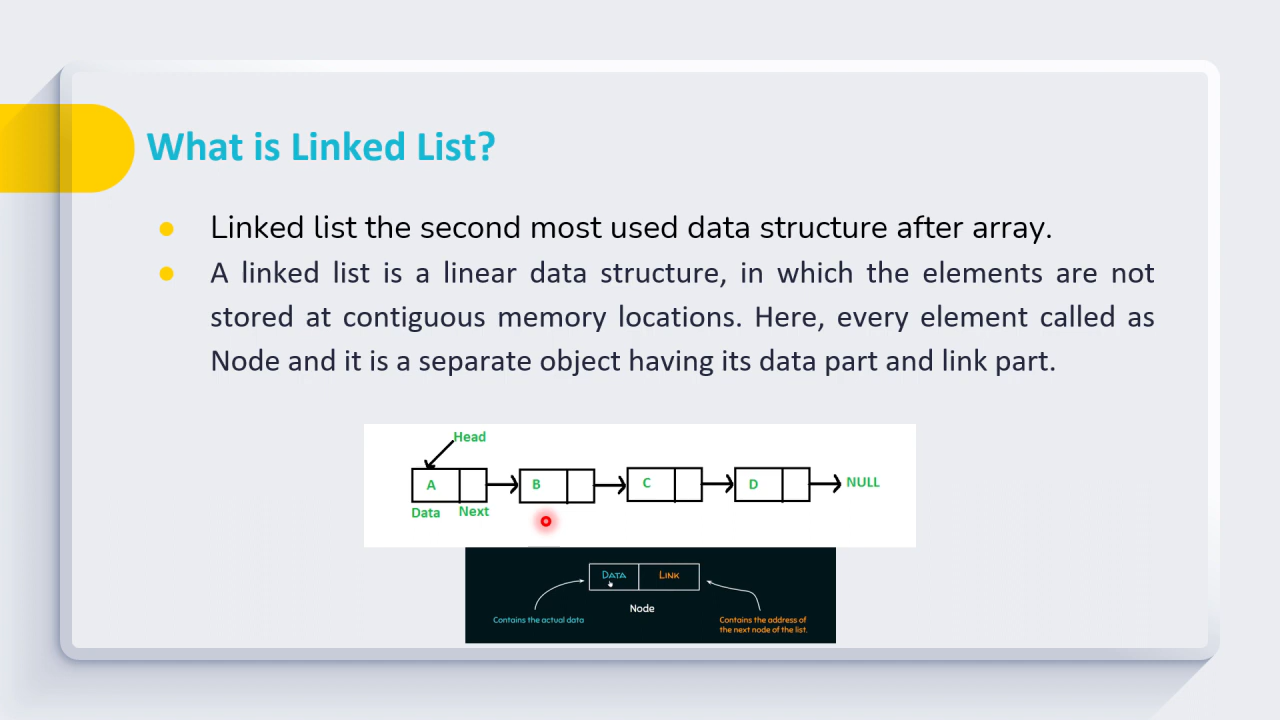 What is Linked List?
Linked list the second most used data structure after array.
A linked list is a linear data structure, in which the elements are not
stored at contiguous memory locations. Here, every element called as
Node and it is a separate object having its data part and link part.
Head
A B C D NULL
Data Next
DATA LINK
Node
Contains the actual data
Contains the address of
the next node of the list.